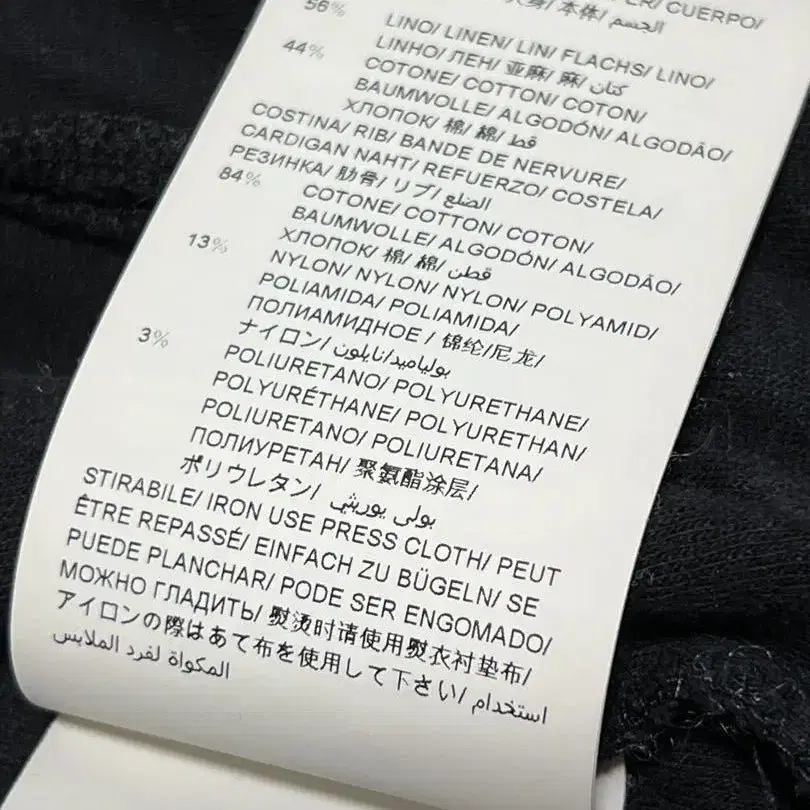 CUERPO/
本体/ الجسم
56% LINO/ LINEN/ LIN/ FLACHS/ LINO/
LINHO/ ЛЕН/ 亚麻/ 麻/ كتان
44% COTONE/ COTTON/ COTON/
BAUMWOLLE/ ALGODÓN/ ALGODÃO/
ХЛОПОК/ 棉/ 綿/ قط
COSTINA/ RIB/ BANDE DE NERVURE/
CARDIGAN NAHT/ REFUERZO/ COSTELA/
РЕЗИНКА/ 肋骨/ リブ/ الضلع
84% COTONE/ COTTON/ COTON/
BAUMWOLLE/ ALGODÓN/ ALGODÃO/
ХЛОПОК/ 棉/ 綿/ قطن
13% NYLON/ NYLON/ NYLON/ POLYAMID/
POLIAMIDA/ POLIAMIDA/
ПОЛИАМИДНОЕ / 锦纶/尼龙/
ナイロン/ بولياميد/نايلون
3% POLIURETANO/ POLYURETHANE/
POLYURÉTHANE/ POLYURETHAN/
POLIURETANO/ POLIURETANA/
ПОЛИУРЕТАН/ 聚氨酯涂层/
ポリウレタン/ بولي يوريثي
STIRABILE/ IRON USE PRESS CLOTH/ PEUT
ÊTRE REPASSÉ/ EINFACH ZU BÜGELN/ SE
PUEDE PLANCHAR/ PODE SER ENGOMADO/
МОЖНО ГЛАДИТЬ/ 熨烫时请使用熨衣衬垫布/
アイロンの際はあて布を使用して下さい/ استخدام
المكواة لفرد الملابس